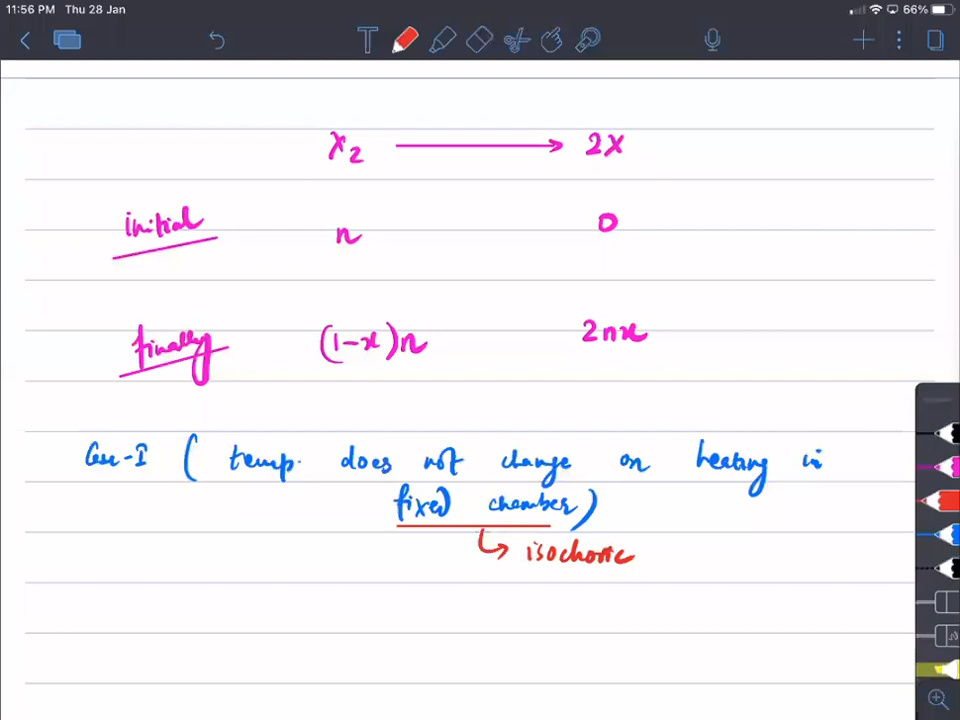 11:56 PM Thu 28 Jan 66%
T
X₂ ⟶ 2X
initial n 0
finally (1-x)n 2nx
Case-I ( temp. does not change on heating in
fixed chamber)
↳ isochoric